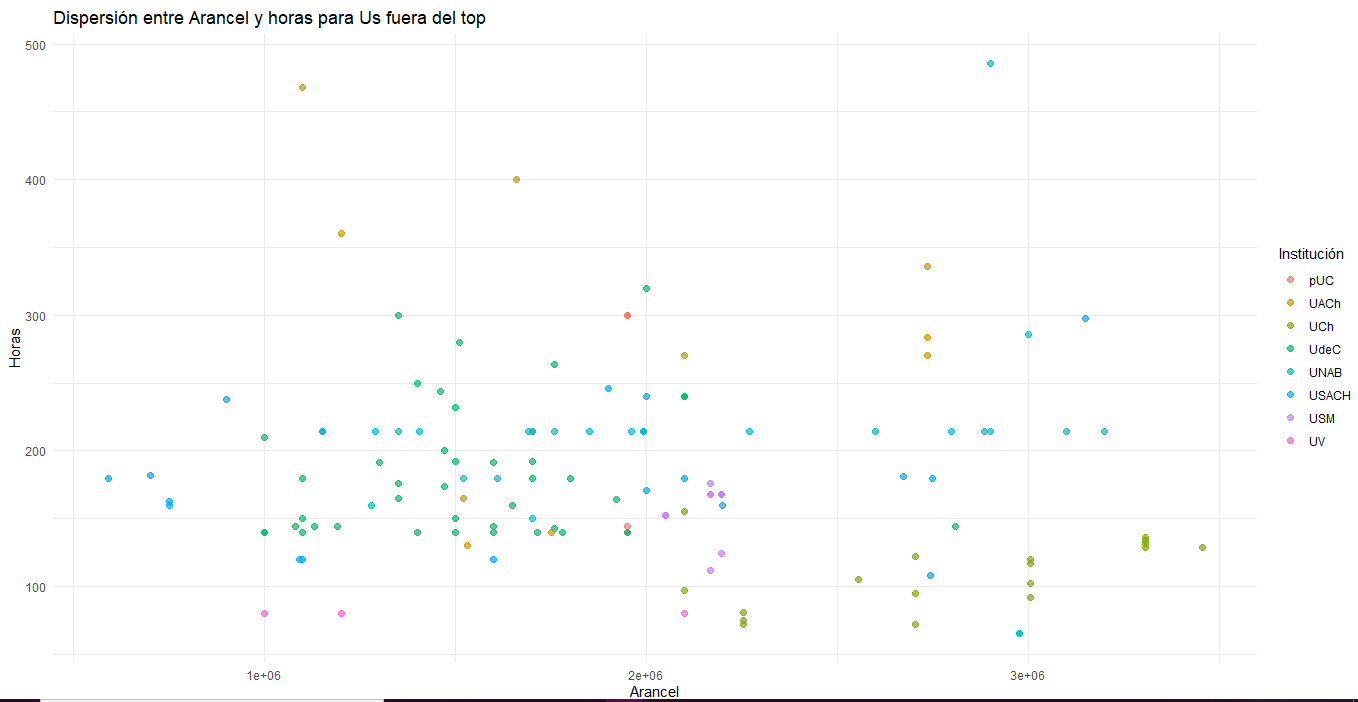 Dispersión entre Arancel y horas para Us fuera del top
500
400
300
200
100
Horas
1e+06
2e+06
3e+06
Arancel
Institución
pUC
UACh
UCh
UdeC
UNAB
USACH
USM
UV